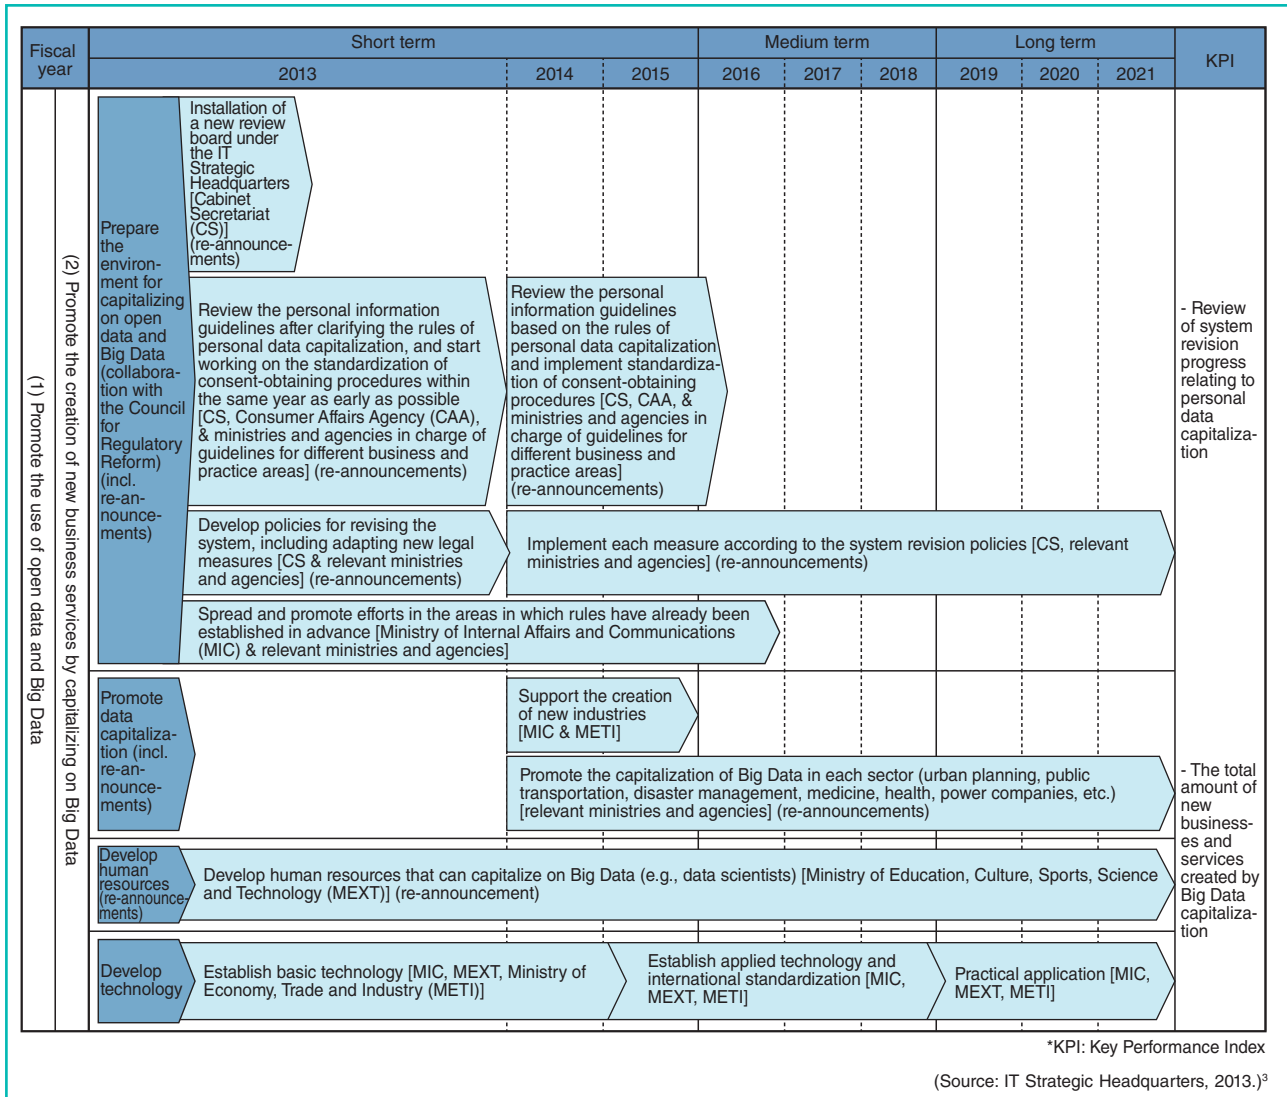 Fiscal
year
Short term
Medium term
Long term
KPI
2013
2014
2015
2016
2017
2018
2019
2020
2021
(1) Promote the use of open data and Big Data
(2) Promote the creation of new business services by capitalizing on Big Data
Prepare
the
environ-
ment for
capitalizing
on open
data and
Big Data
(collabora-
tion with
the Council
for
Regulatory
Reform)
(incl.
re-an-
nounce-
ments)
Installation of
a new review
board under
the IT
Strategic
Headquarters
[Cabinet
Secretariat
(CS)]
(re-announce-
ments)
Review the personal information
guidelines after clarifying the rules of
personal data capitalization, and start
working on the standardization of
consent-obtaining procedures within
the same year as early as possible
[CS, Consumer Affairs Agency (CAA),
& ministries and agencies in charge of
guidelines for different business and
practice areas] (re-announcements)
Review the personal
information guidelines
based on the rules of
personal data capitalization
and implement standardiza-
tion of consent-obtaining
procedures [CS, CAA, &
ministries and agencies in
charge of guidelines for
different business and
practice areas]
(re-announcements)
Develop policies for revising the
system, including adapting new legal
measures [CS & relevant ministries
and agencies] (re-announcements)
Implement each measure according to the system revision policies [CS, relevant
ministries and agencies] (re-announcements)
Spread and promote efforts in the areas in which rules have already been
established in advance [Ministry of Internal Affairs and Communications
(MIC) & relevant ministries and agencies]
- Review
of system
revision
progress
relating to
personal
data
capitaliza-
tion
Promote
data
capitaliza-
tion (incl.
re-an-
nounce-
ments)
Support the creation
of new industries
[MIC & METI]
Promote the capitalization of Big Data in each sector (urban planning, public
transportation, disaster management, medicine, health, power companies, etc.)
[relevant ministries and agencies] (re-announcements)
- The total
amount of
new
business-
es and
services
created by
Big Data
capitaliza-
tion
Develop
human
resources
(re-announce-
ments)
Develop human resources that can capitalize on Big Data (e.g., data scientists) [Ministry of Education, Culture, Sports, Science
and Technology (MEXT)] (re-announcement)
Develop
technology
Establish basic technology [MIC, MEXT, Ministry of
Economy, Trade and Industry (METI)]
Establish applied technology and
international standardization [MIC,
MEXT, METI]
Practical application [MIC,
MEXT, METI]
*KPI: Key Performance Index
(Source: IT Strategic Headquarters, 2013.)3